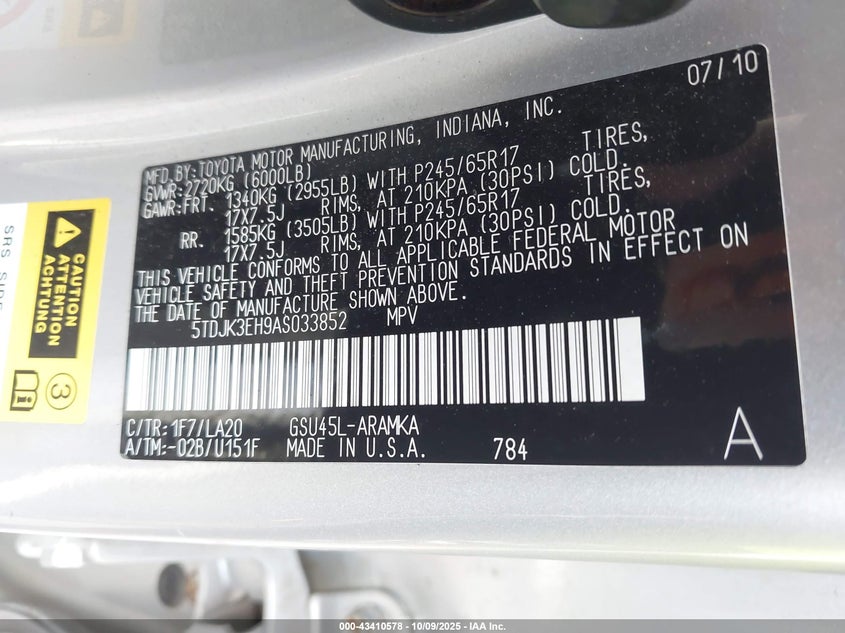 07/10
MFD. BY: TOYOTA MOTOR MANUFACTURING, INDIANA, INC.
GVWR: 2720KG (6000LB)
GAWR: FRT. 1340KG (2955LB) WITH P245/65R17 TIRES,
17X7.5J RIMS, AT 210KPA (30PSI) COLD.
RR. 1585KG (3505LB) WITH P245/65R17 TIRES,
17X7.5J RIMS, AT 210KPA (30PSI) COLD.
THIS VEHICLE CONFORMS TO ALL APPLICABLE FEDERAL MOTOR
VEHICLE SAFETY AND THEFT PREVENTION STANDARDS IN EFFECT ON
THE DATE OF MANUFACTURE SHOWN ABOVE.
5TDJK3EH9AS033852 MPV
C/TR: 1F7/LA20 GSU45L-ARAMKA
A/TM: -02B/U151F MADE IN U.S.A. 784
A
CAUTION
ATTENTION
ACHTUNG
3
SRS SIDE
000-43410578 - 10/09/2025 - IAA Inc.